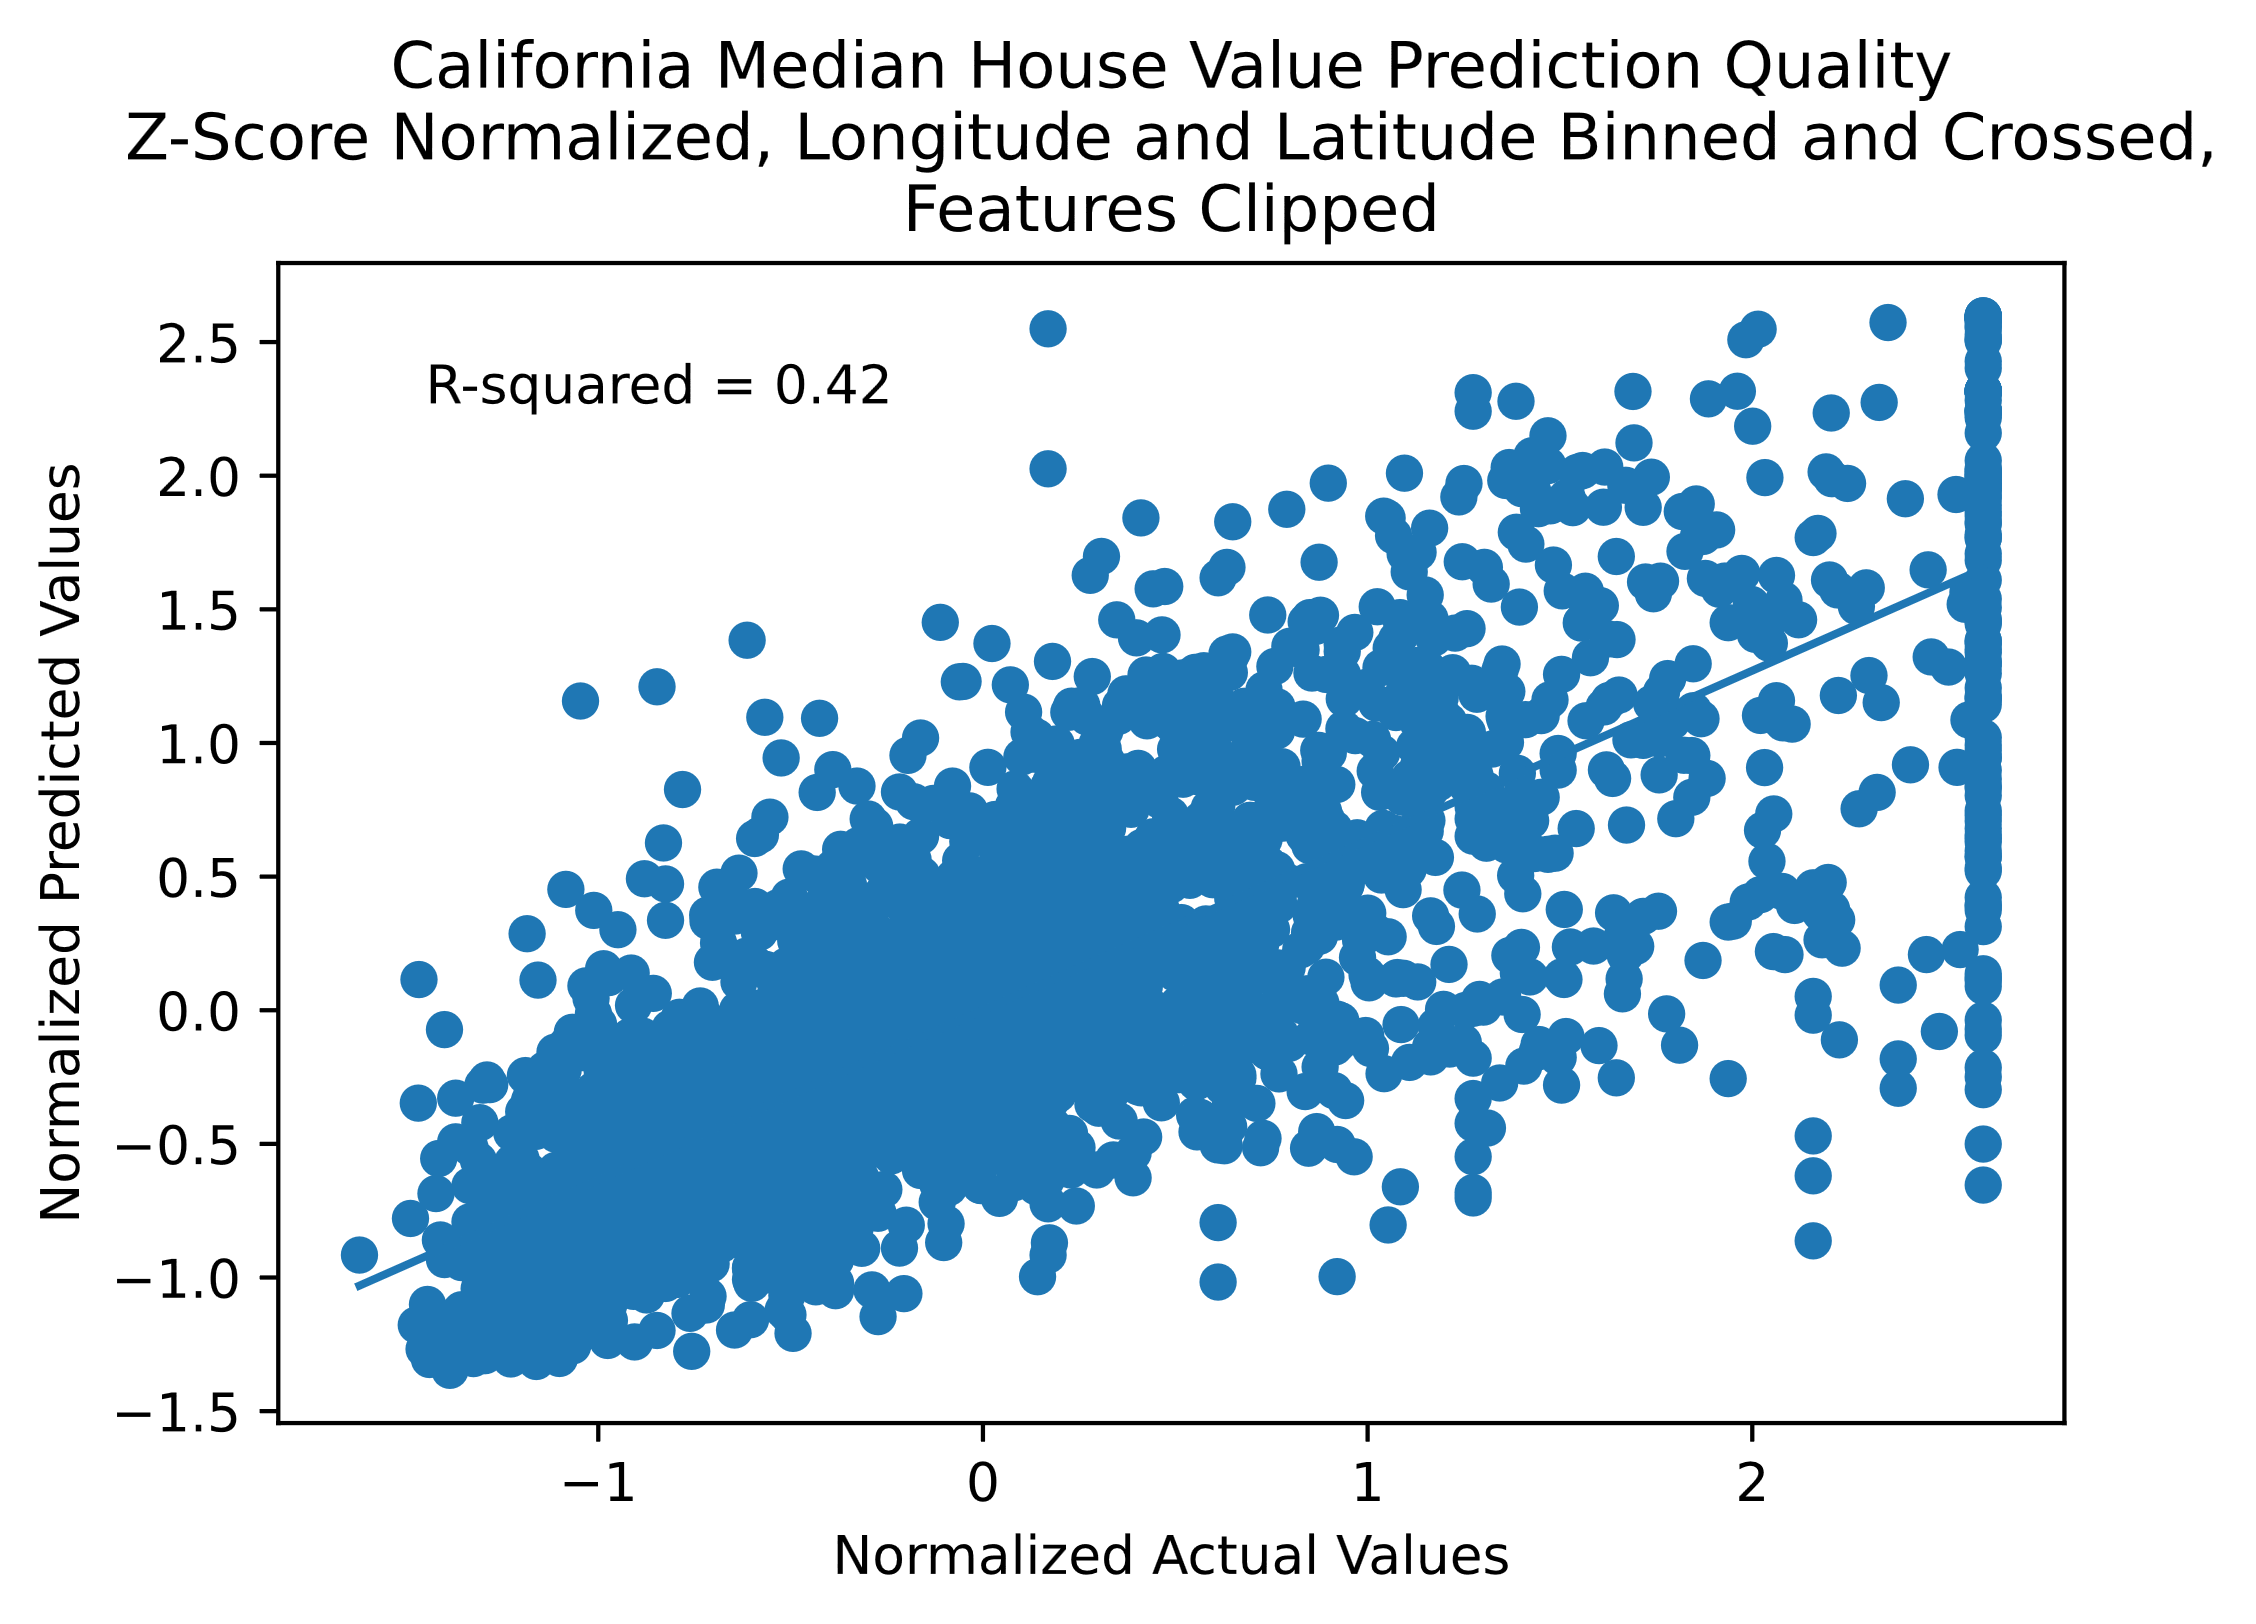 California Median House Value Prediction Quality
Z-Score Normalized, Longitude and Latitude Binned and Crossed,
Features Clipped
R-squared = 0.42
Normalized Predicted Values
2.5
2.0
1.5
1.0
0.5
0.0
−0.5
−1.0
−1.5
−1 0 1 2
Normalized Actual Values